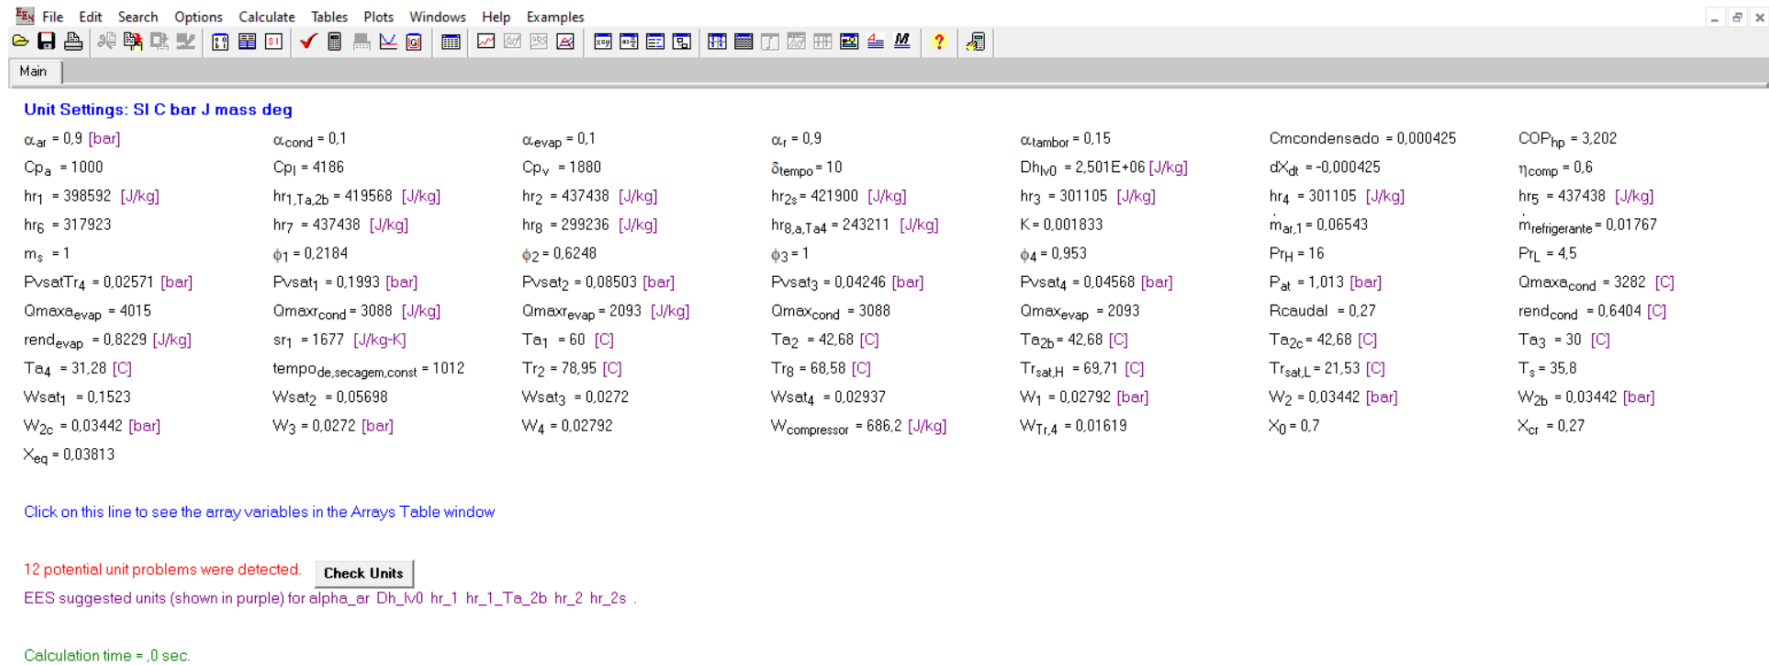 File Edit Search Options Calculate Tables Plots Windows Help Examples
Main
Unit Settings: SI C bar J mass deg
αar = 0,9 [bar] αcond = 0,1 αevap = 0,1 αr = 0,9 αtambor = 0,15 Cmcondensado = 0,000425 COPhp = 3,202
Cpa = 1000 Cpl = 4186 Cpv = 1880 δtempo = 10 Dhlv0 = 2,501E+06 [J/kg] dXdt = -0,000425 ηcomp = 0,6
hr1 = 398592 [J/kg] hr1,Ta,2b = 419568 [J/kg] hr2 = 437438 [J/kg] hr2s = 421900 [J/kg] hr3 = 301105 [J/kg] hr4 = 301105 [J/kg] hr5 = 437438 [J/kg]
hr6 = 317923 hr7 = 437438 [J/kg] hr8 = 299236 [J/kg] hr8,a,Ta4 = 243211 [J/kg] K = 0,001833 ṁar,1 = 0,06543 ṁrefrigerante = 0,01767
ms = 1 ϕ1 = 0,2184 ϕ2 = 0,6248 ϕ3 = 1 ϕ4 = 0,953 PrH = 16 PrL = 4,5
PvsatTr4 = 0,02571 [bar] Pvsat1 = 0,1993 [bar] Pvsat2 = 0,08503 [bar] Pvsat3 = 0,04246 [bar] Pvsat4 = 0,04568 [bar] Pat = 1,013 [bar] Qmaxacond = 3282 [C]
Qmaxaevap = 4015 Qmaxrcond = 3088 [J/kg] Qmaxrevap = 2093 [J/kg] Qmaxcond = 3088 Qmaxevap = 2093 Rcaudal = 0,27 rendcond = 0,6404 [C]
rendevap = 0,8229 [J/kg] sr1 = 1677 [J/kg-K] Ta1 = 60 [C] Ta2 = 42,68 [C] Ta2b = 42,68 [C] Ta2c = 42,68 [C] Ta3 = 30 [C]
Ta4 = 31,28 [C] tempode,secagem,const = 1012 Tr2 = 78,95 [C] Tr8 = 68,58 [C] Trsat,H = 69,71 [C] Trsat,L = 21,53 [C] Ts = 35,8
Wsat1 = 0,1523 Wsat2 = 0,05698 Wsat3 = 0,0272 Wsat4 = 0,02937 W1 = 0,02792 [bar] W2 = 0,03442 [bar] W2b = 0,03442 [bar]
W2c = 0,03442 [bar] W3 = 0,0272 [bar] W4 = 0,02792 Wcompressor = 686,2 [J/kg] WTr,4 = 0,01619 X0 = 0,7 Xcr = 0,27
Xeq = 0,03813
Click on this line to see the array variables in the Arrays Table window
12 potential unit problems were detected. Check Units
EES suggested units (shown in purple) for alpha_ar Dh_lv0 hr_1 hr_1_Ta_2b hr_2 hr_2s .
Calculation time = ,0 sec.